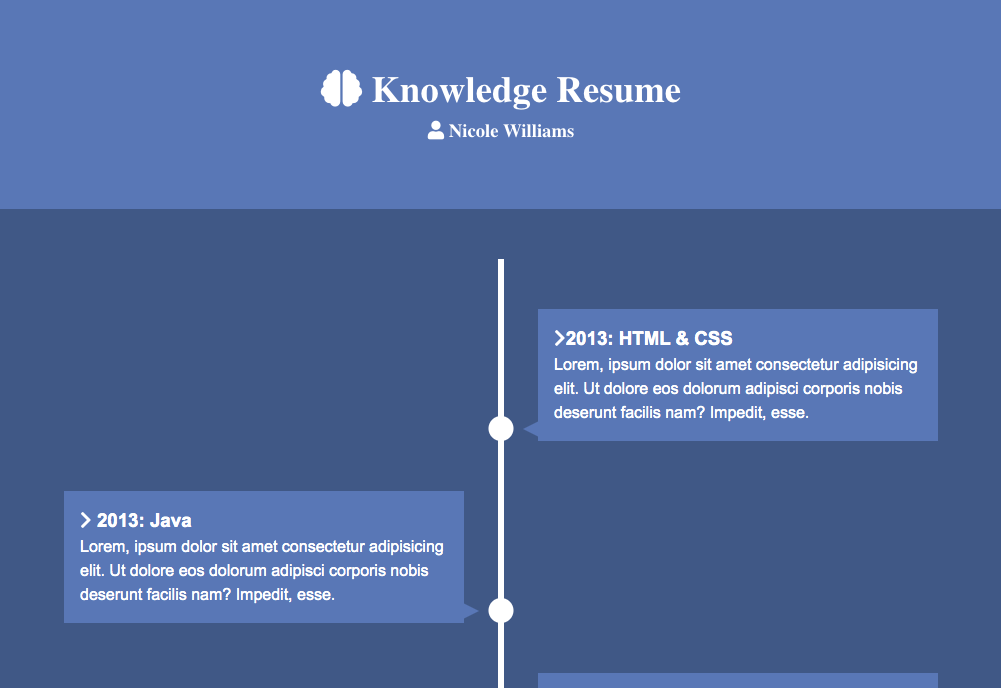 Knowledge Resume
Nicole Williams
2013: HTML & CSS
Lorem, ipsum dolor sit amet consectetur adipisicing
elit. Ut dolore eos dolorum adipisci corporis nobis
deserunt facilis nam? Impedit, esse.
2013: Java
Lorem, ipsum dolor sit amet consectetur adipisicing
elit. Ut dolore eos dolorum adipisci corporis nobis
deserunt facilis nam? Impedit, esse.